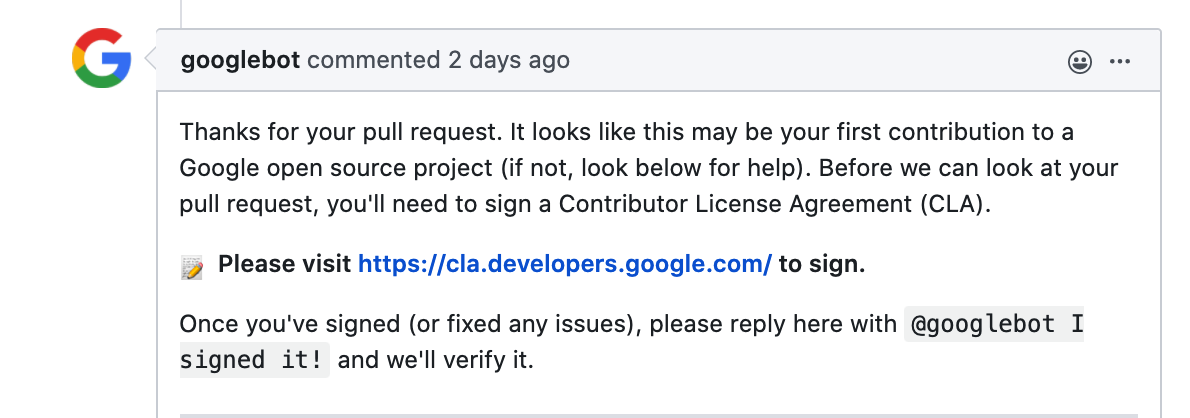 googlebot commented 2 days ago
Thanks for your pull request. It looks like this may be your first contribution to a
Google open source project (if not, look below for help). Before we can look at your
pull request, you'll need to sign a Contributor License Agreement (CLA).
📝 Please visit https://cla.developers.google.com/ to sign.
Once you've signed (or fixed any issues), please reply here with @googlebot I
signed it! and we'll verify it.